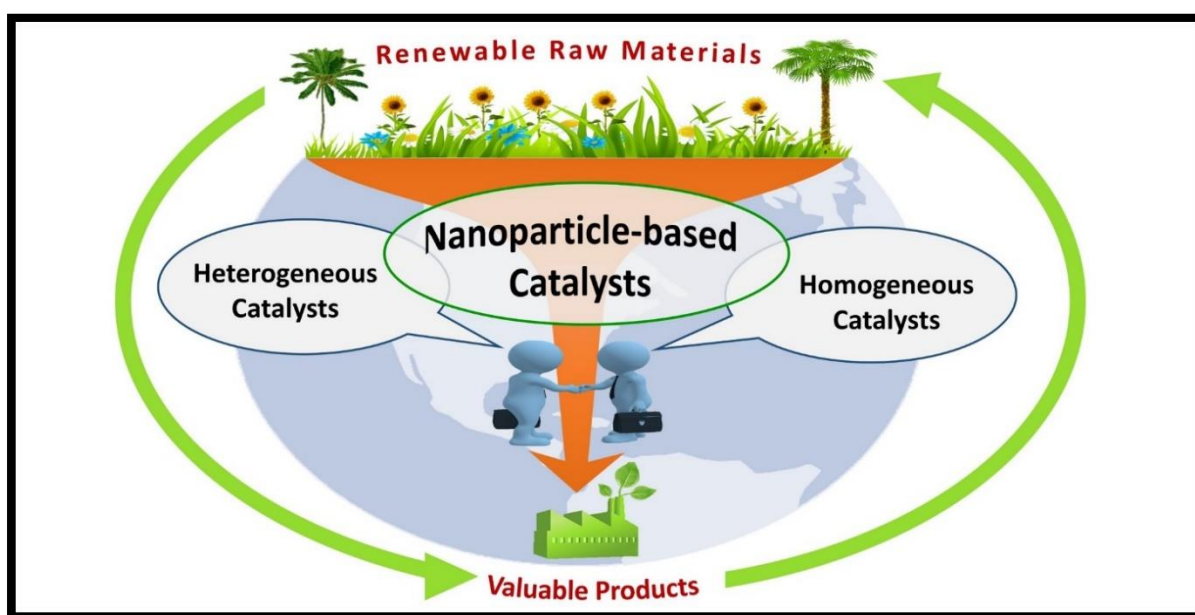 Renewable Raw Materials
Nanoparticle-based
Catalysts
Heterogeneous
Catalysts
Homogeneous
Catalysts
Valuable Products